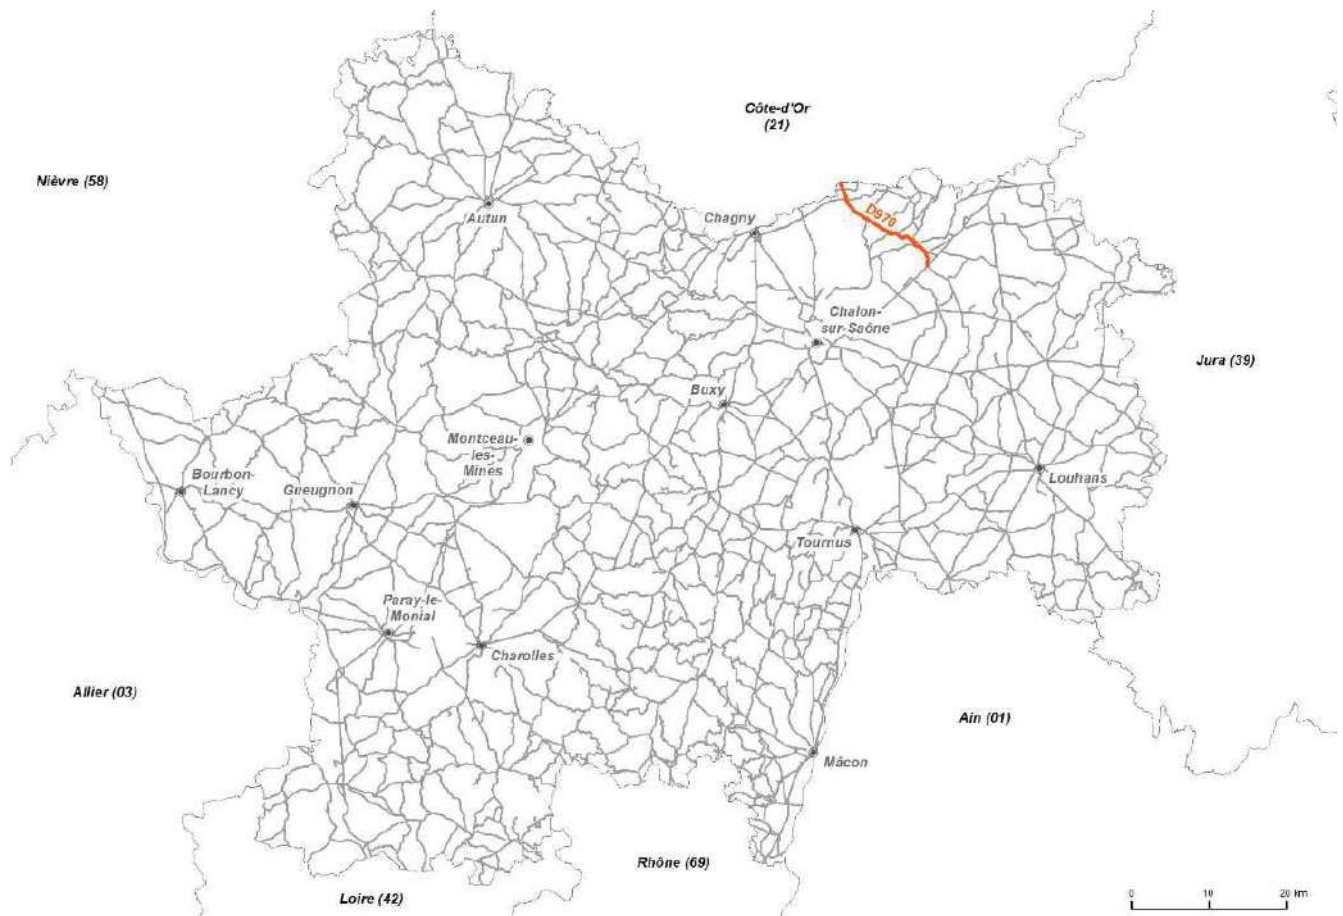 Côte-d'Or
(21)
Nièvre (58)
D970
Autun
Chagny
Chalon-
sur-Saône
Jura (39)
Buxy
Montceau-
les-
Mines
Bourbon-
Lancy
Gueugnon
Louhans
Tournus
Paray-le-
Monial
Charolles
Allier (03)
Ain (01)
Mâcon
Rhône (69)
Loire (42)
0 10 20 km